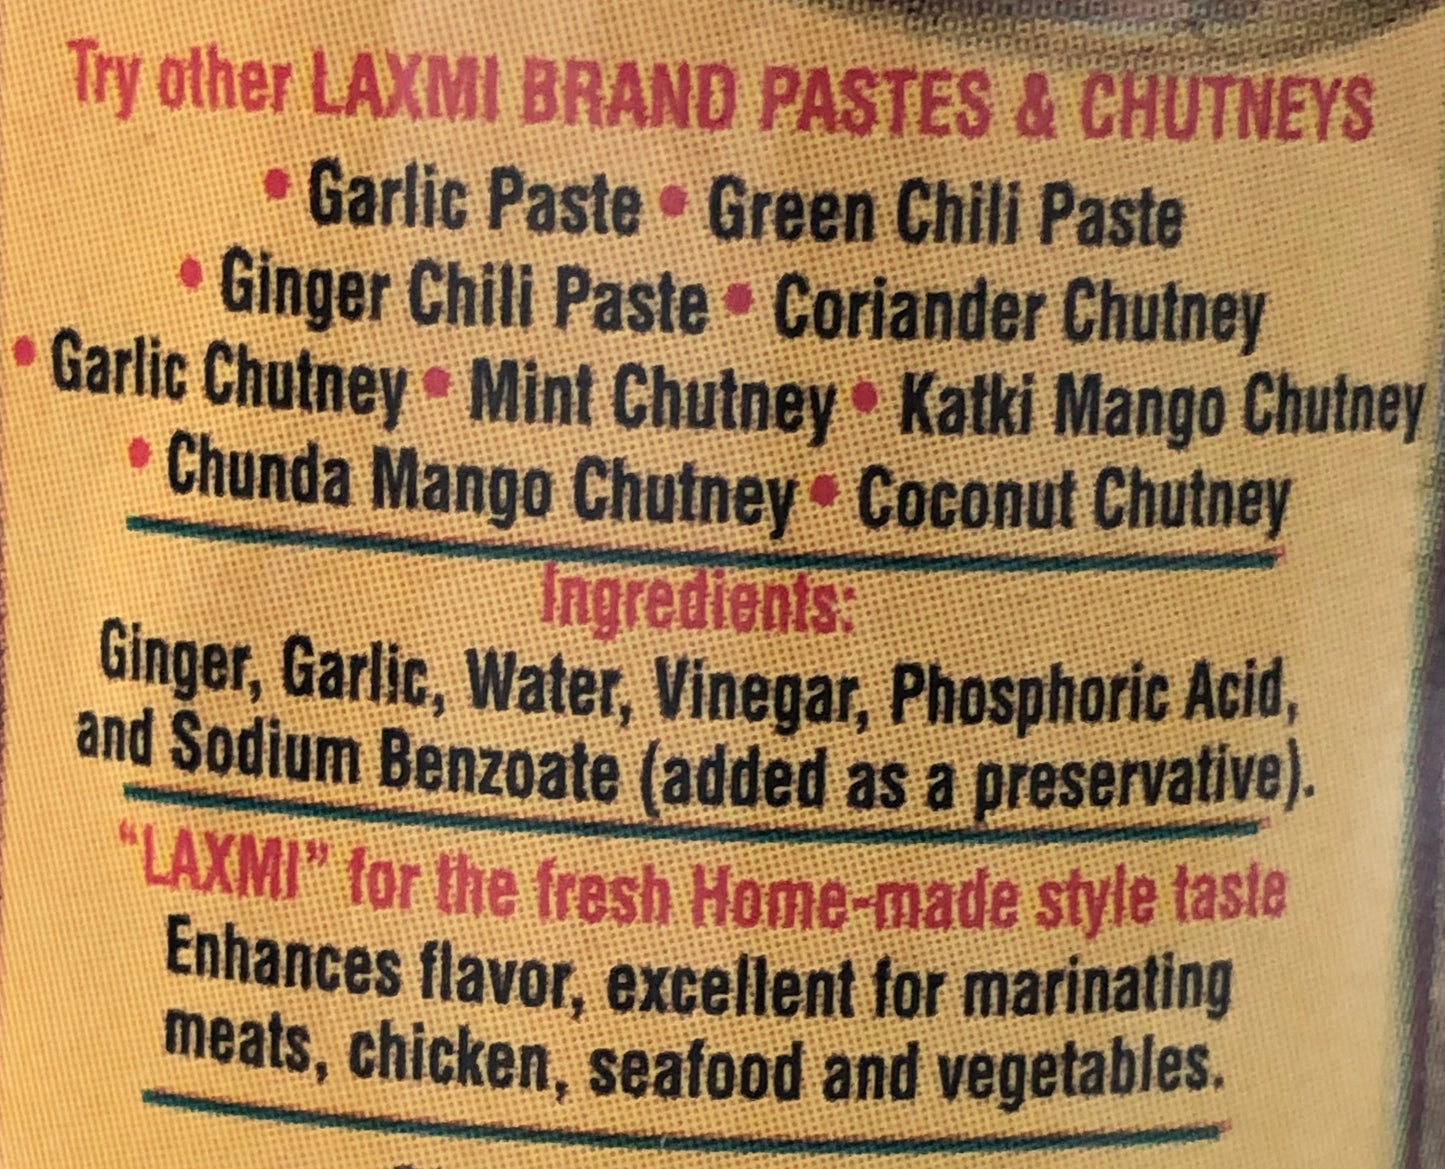 Try other LAXMI BRAND PASTES & CHUTNEYS
• Garlic Paste • Green Chili Paste
• Ginger Chili Paste • Coriander Chutney
• Garlic Chutney • Mint Chutney • Katki Mango Chutney
• Chunda Mango Chutney • Coconut Chutney
Ingredients:
Ginger, Garlic, Water, Vinegar, Phosphoric Acid,
and Sodium Benzoate (added as a preservative).
“LAXMI” for the fresh Home-made style taste
Enhances flavor, excellent for marinating
meats, chicken, seafood and vegetables.